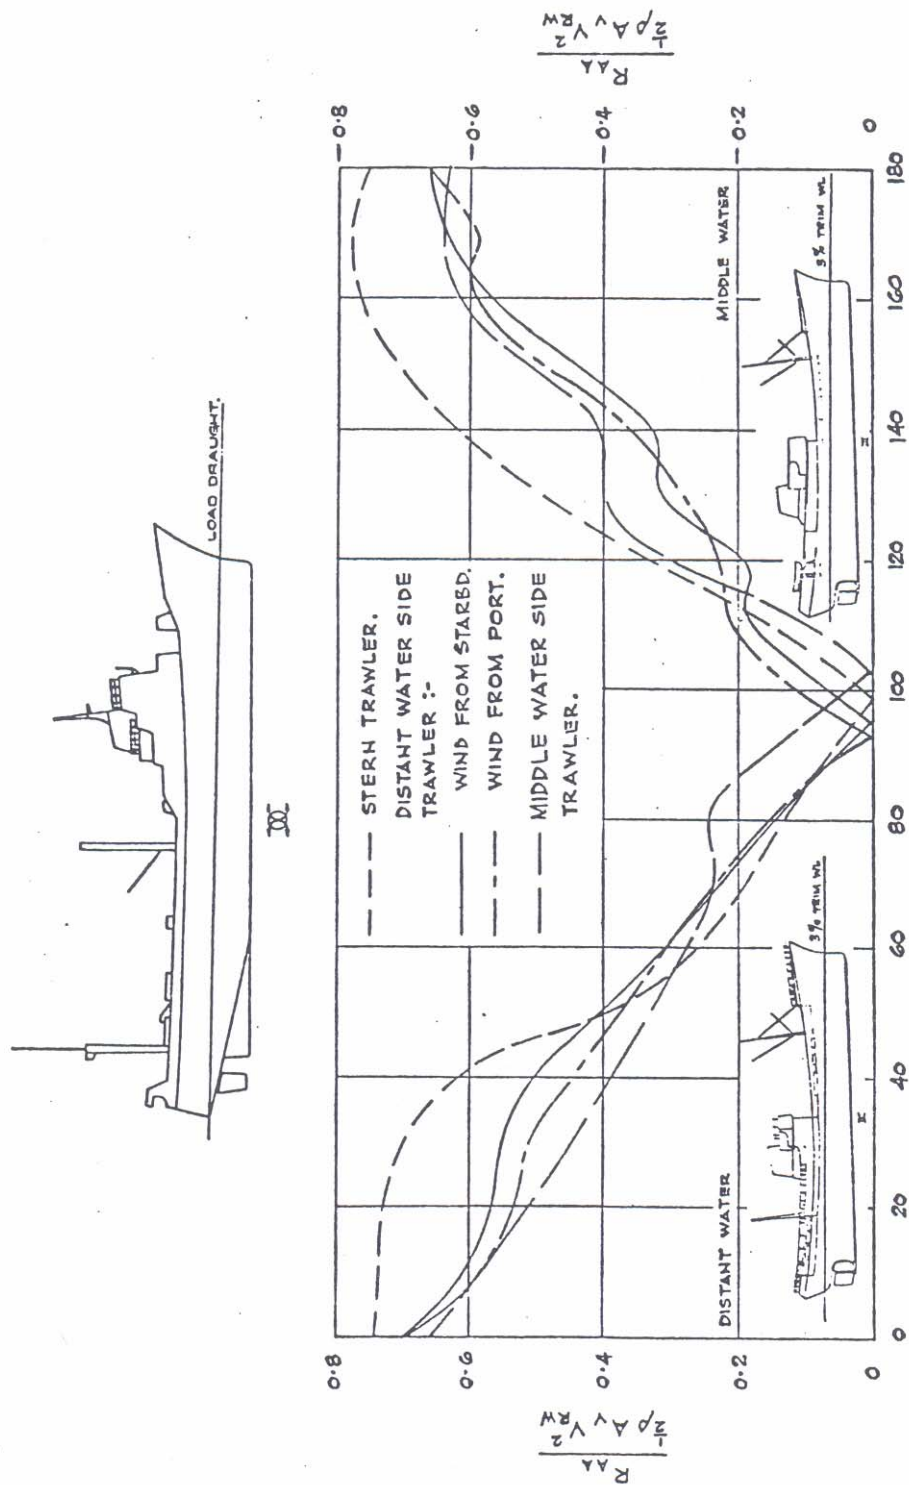 LOAD DRAUGHT.
STERN TRAWLER.
DISTANT WATER SIDE
TRAWLER :-
WIND FROM STARBD.
WIND FROM PORT.
MIDDLE WATER SIDE
TRAWLER.
R_AA
½ρ A_V V²_RW
0.8
0.6
0.4
0.2
0
DISTANT WATER
3% TRIM WL
MIDDLE WATER
3% TRIM WL
-0.8
-0.6
-0.4
-0.2
0
R_AA
½ρ A_V V²_RW
0 20 40 60 80 100 120 140 160 180